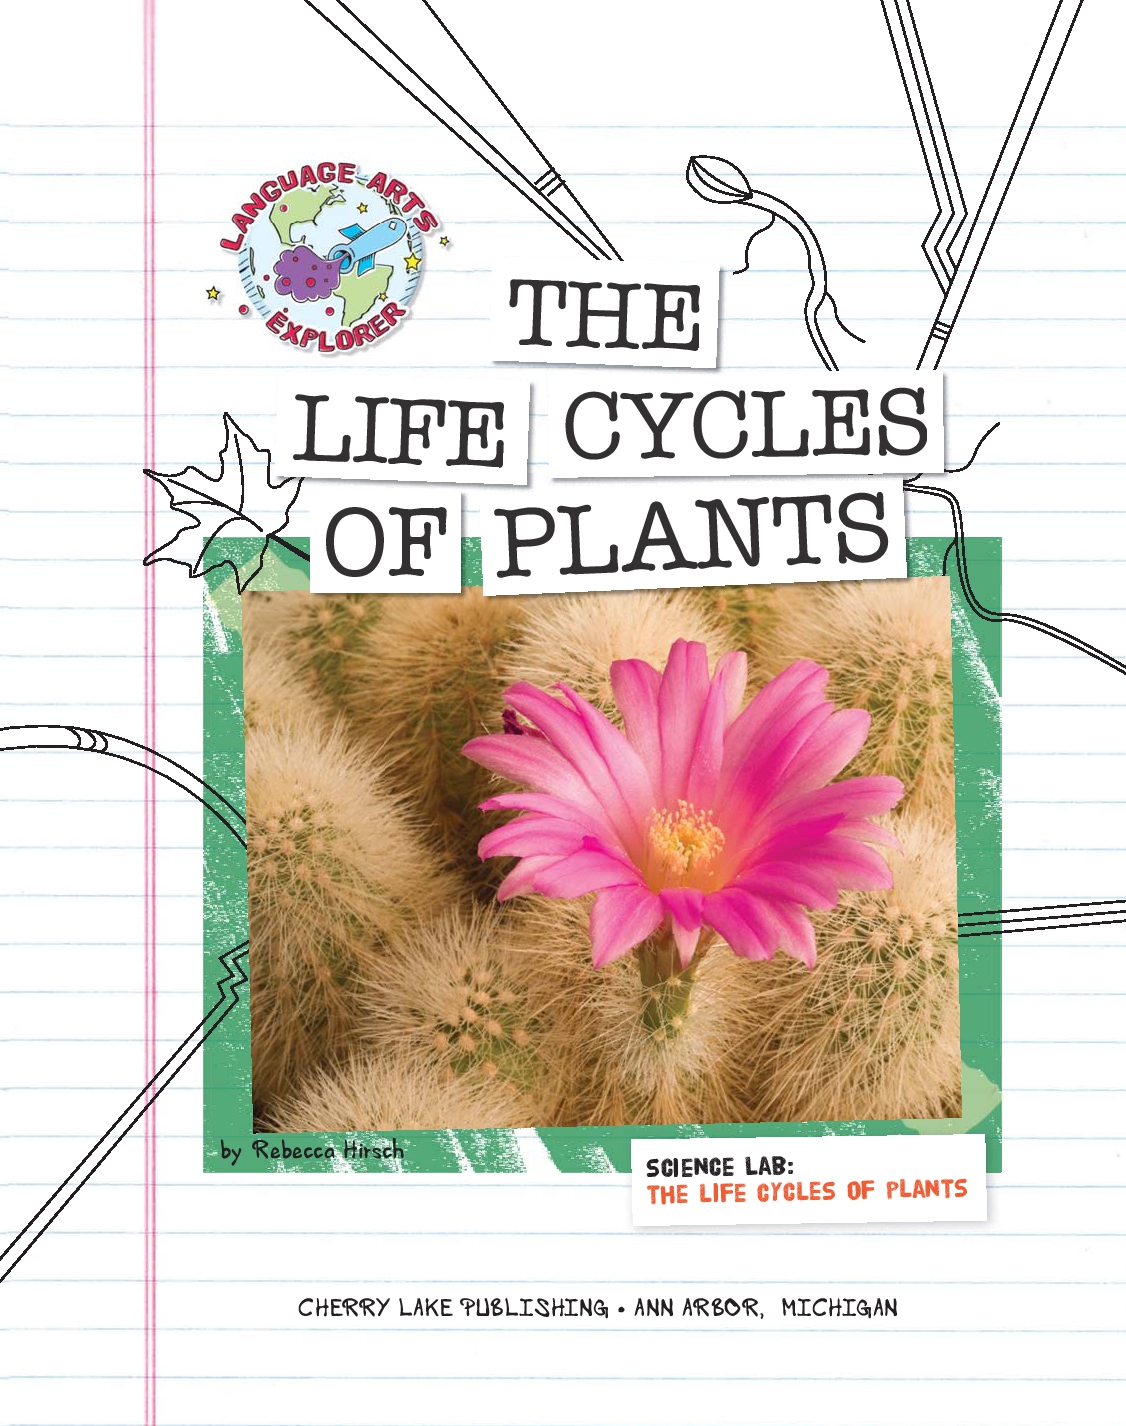 LANGUAGE ARTS
EXPLORER
THE
LIFE CYCLES
OF PLANTS
by Rebecca Hirsch
SCIENCE LAB:
THE LIFE CYCLES OF PLANTS
CHERRY LAKE PUBLISHING • ANN ARBOR, MICHIGAN